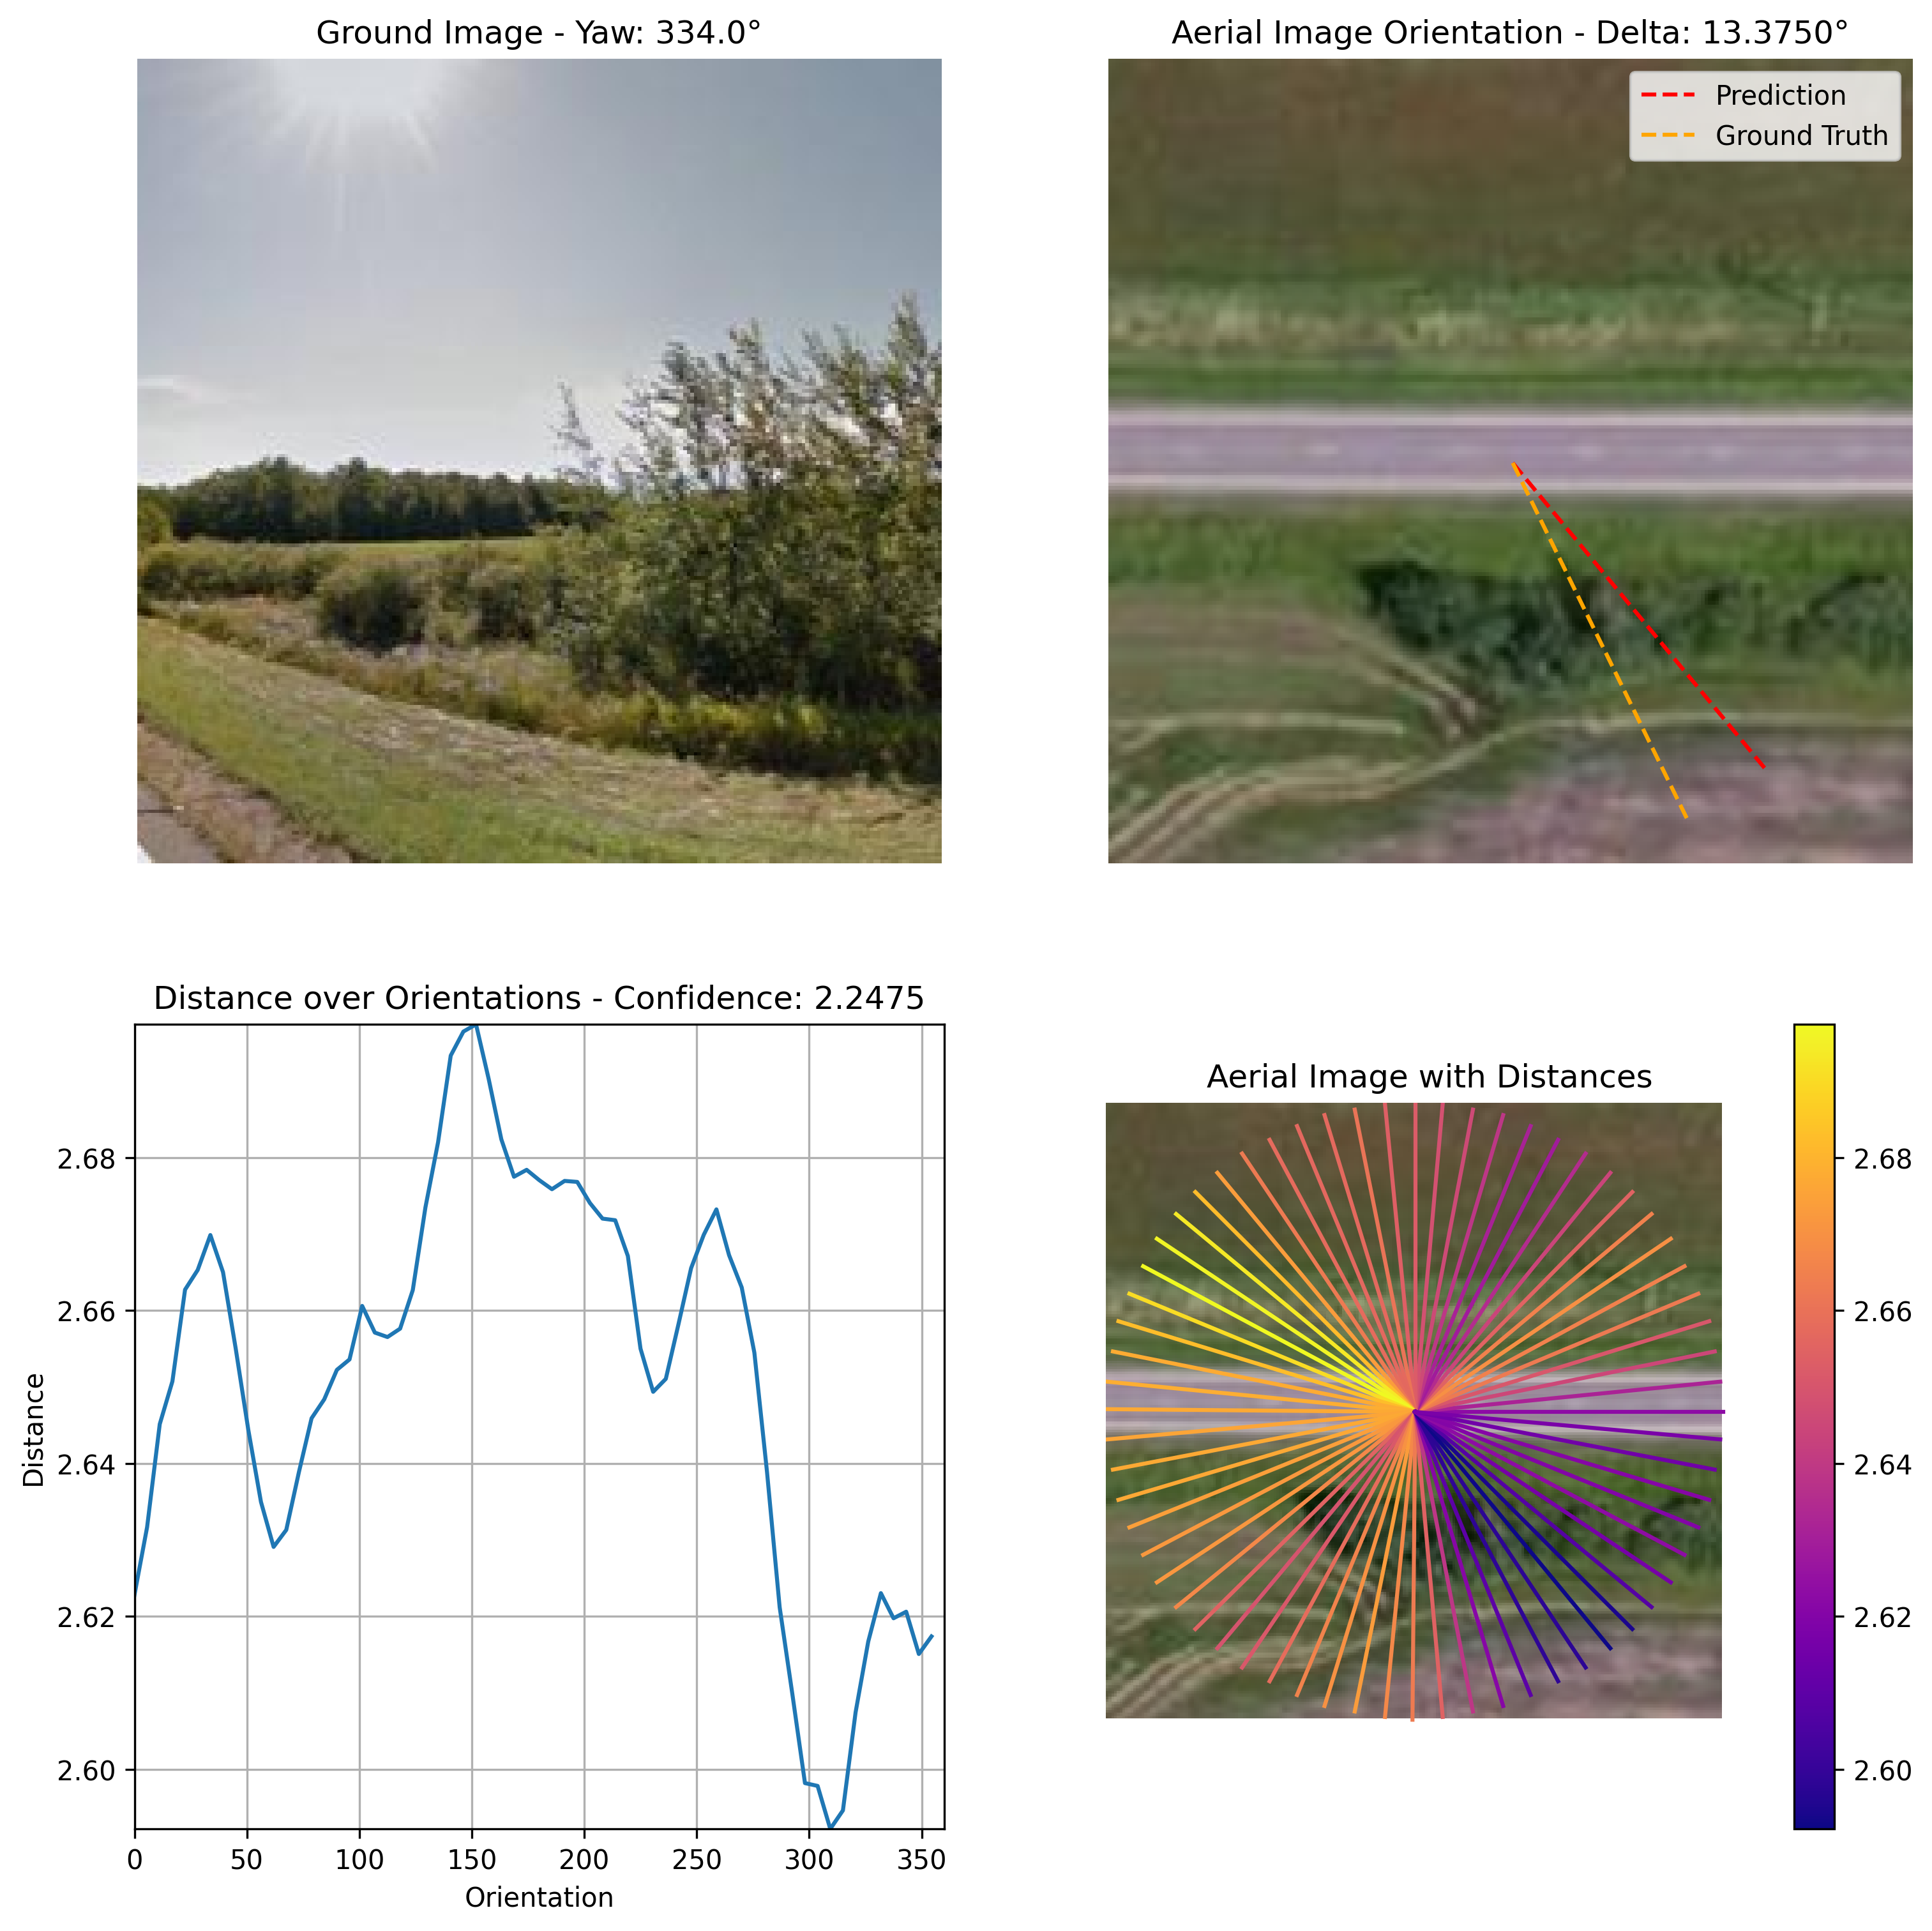 Ground Image - Yaw: 334.0°
Aerial Image Orientation - Delta: 13.3750°
Prediction
Ground Truth
Distance over Orientations - Confidence: 2.2475
Distance
2.68
2.66
2.64
2.62
2.60
0 50 100 150 200 250 300 350
Orientation
Aerial Image with Distances
2.68
2.66
2.64
2.62
2.60